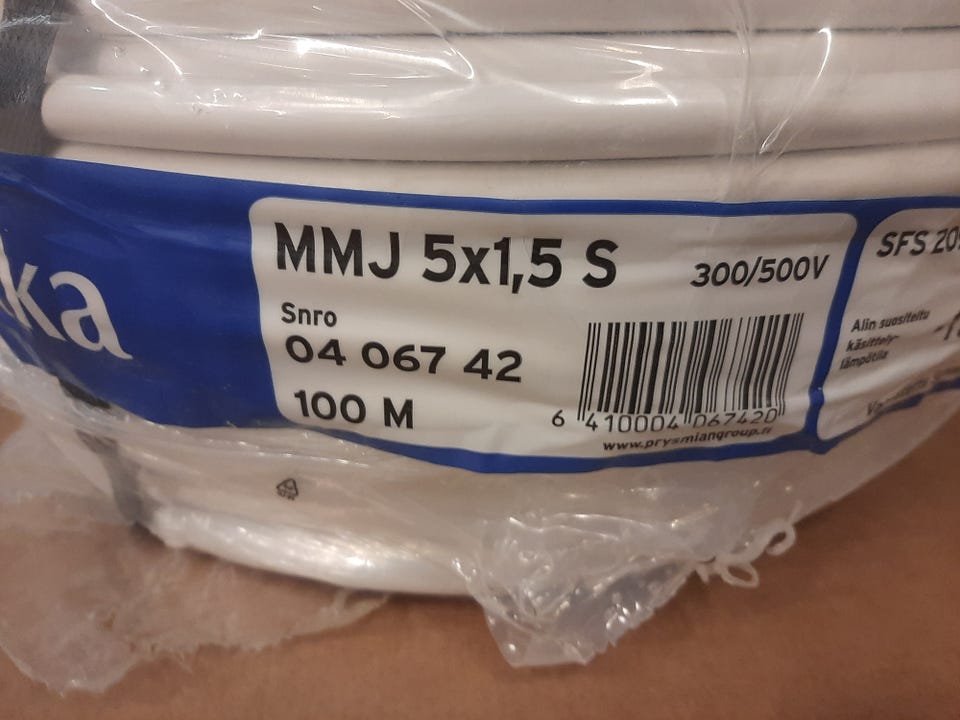 ka
MMJ 5x1,5 S
300/500V
Snro
04 067 42
100 M
6 410004 067420
www.prysmiangroup.fi
SFS 209
Alin suositeltu
käsittely-
lämpötila